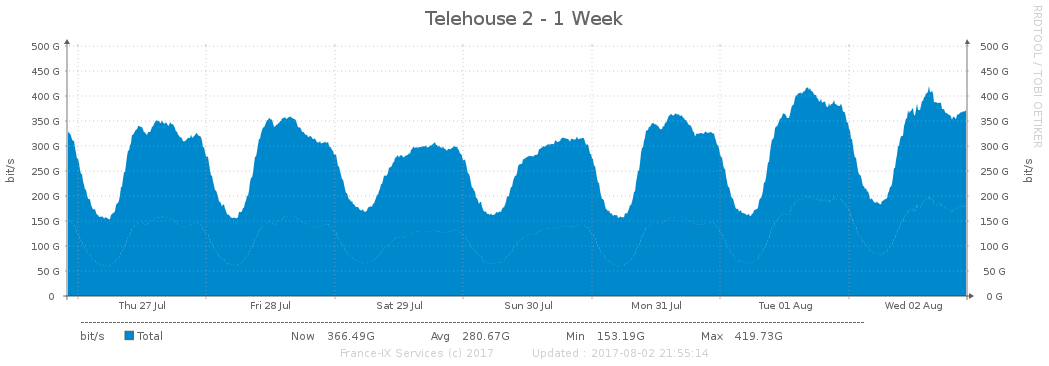 Telehouse 2 - 1 Week
RRDTOOL / TOBI OETIKER
500 G 500 G
450 G 450 G
400 G 400 G
350 G 350 G
300 G 300 G
250 G 250 G
200 G 200 G
150 G 150 G
100 G 100 G
50 G 50 G
0 0 G
bit/s bit/s
Thu 27 Jul Fri 28 Jul Sat 29 Jul Sun 30 Jul Mon 31 Jul Tue 01 Aug Wed 02 Aug
bit/s Total Now 366.49G Avg 280.67G Min 153.19G Max 419.73G
France-IX Services (c) 2017 Updated : 2017-08-02 21:55:14